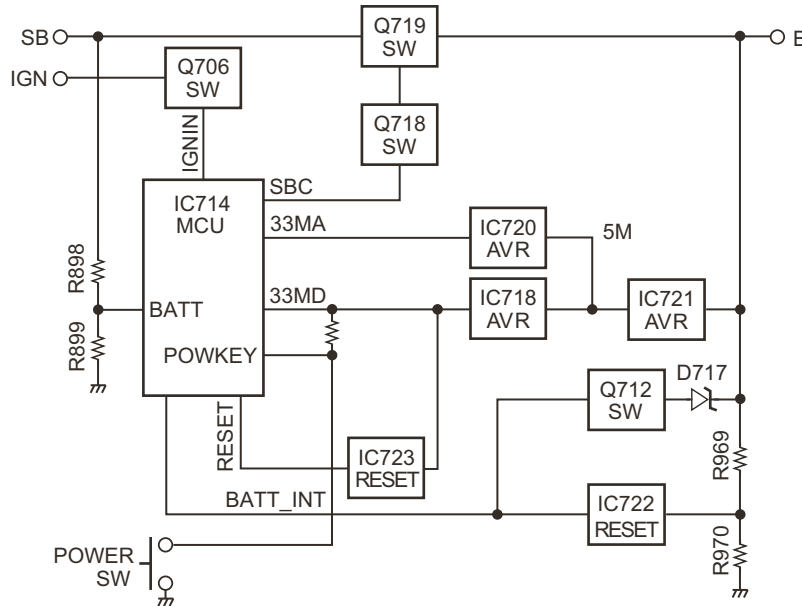 SB
Q719
SW
B
IGN
Q706
SW
Q718
SW
IGNIN
SBC
IC714
MCU
33MA
IC720
AVR
5M
R898
33MD
IC718
AVR
IC721
AVR
BATT
R899
POWKEY
Q712
SW
D717
RESET
IC723
RESET
R969
BATT_INT
IC722
RESET
R970
POWER
SW